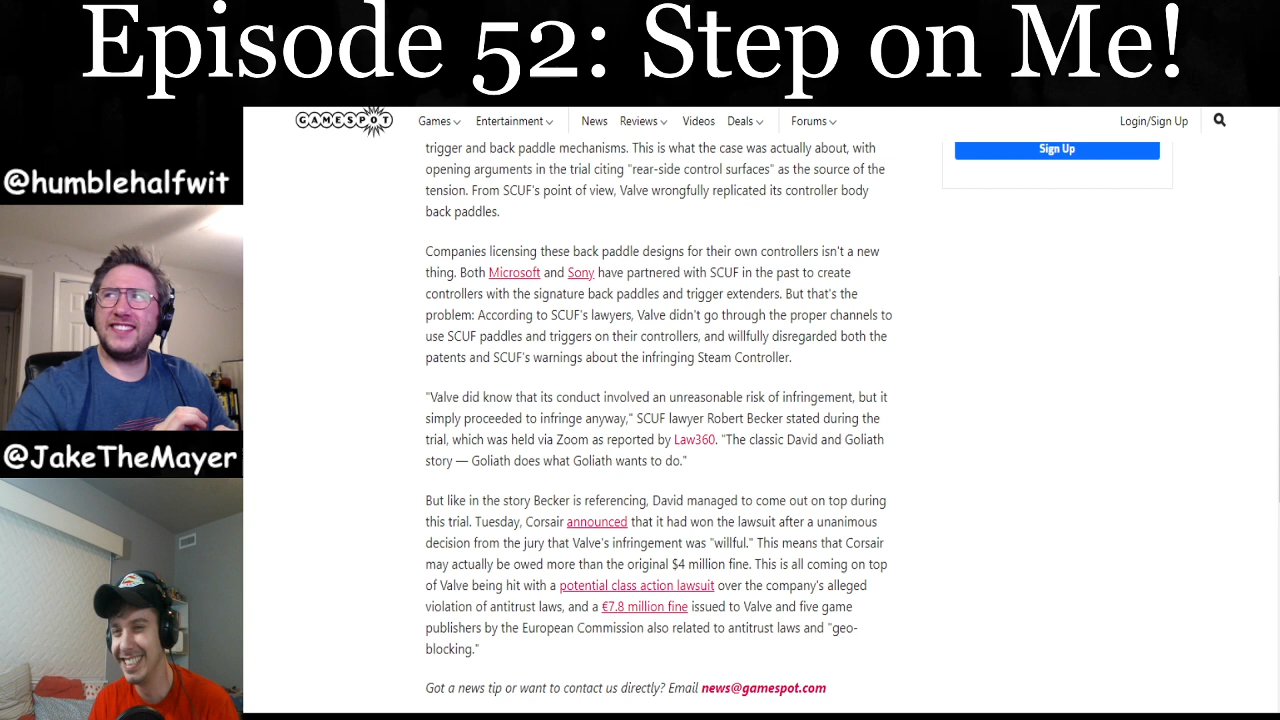 Episode 52: Step on Me!
@humblehalfwit
@JakeTheMayer
GAMESPOT
Games Entertainment News Reviews Videos Deals Forums Login/Sign Up
Sign Up
trigger and back paddle mechanisms. This is what the case was actually about, with
opening arguments in the trial citing "rear-side control surfaces" as the source of the
tension. From SCUF's point of view, Valve wrongfully replicated its controller body
back paddles.
Companies licensing these back paddle designs for their own controllers isn't a new
thing. Both Microsoft and Sony have partnered with SCUF in the past to create
controllers with the signature back paddles and trigger extenders. But that's the
problem: According to SCUF's lawyers, Valve didn't go through the proper channels to
use SCUF paddles and triggers on their controllers, and willfully disregarded both the
patents and SCUF's warnings about the infringing Steam Controller.
"Valve did know that its conduct involved an unreasonable risk of infringement, but it
simply proceeded to infringe anyway," SCUF lawyer Robert Becker stated during the
trial, which was held via Zoom as reported by Law360. "The classic David and Goliath
story — Goliath does what Goliath wants to do."
But like in the story Becker is referencing, David managed to come out on top during
this trial. Tuesday, Corsair announced that it had won the lawsuit after a unanimous
decision from the jury that Valve's infringement was "willful." This means that Corsair
may actually be owed more than the original $4 million fine. This is all coming on top
of Valve being hit with a potential class action lawsuit over the company's alleged
violation of antitrust laws, and a €7.8 million fine issued to Valve and five game
publishers by the European Commission also related to antitrust laws and "geo-
blocking."
Got a news tip or want to contact us directly? Email news@gamespot.com